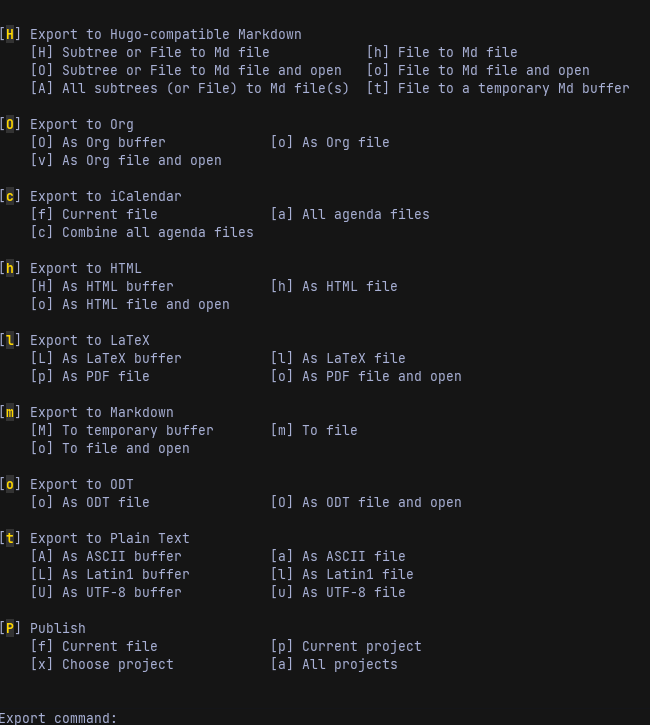 [H] Export to Hugo-compatible Markdown
[H] Subtree or File to Md file [h] File to Md file
[O] Subtree or File to Md file and open [o] File to Md file and open
[A] All subtrees (or File) to Md file(s) [t] File to a temporary Md buffer
[O] Export to Org
[O] As Org buffer [o] As Org file
[v] As Org file and open
[c] Export to iCalendar
[f] Current file [a] All agenda files
[c] Combine all agenda files
[h] Export to HTML
[H] As HTML buffer [h] As HTML file
[o] As HTML file and open
[l] Export to LaTeX
[L] As LaTeX buffer [l] As LaTeX file
[p] As PDF file [o] As PDF file and open
[m] Export to Markdown
[M] To temporary buffer [m] To file
[o] To file and open
[o] Export to ODT
[o] As ODT file [O] As ODT file and open
[t] Export to Plain Text
[A] As ASCII buffer [a] As ASCII file
[L] As Latin1 buffer [l] As Latin1 file
[U] As UTF-8 buffer [u] As UTF-8 file
[P] Publish
[f] Current file [p] Current project
[x] Choose project [a] All projects
Export command: